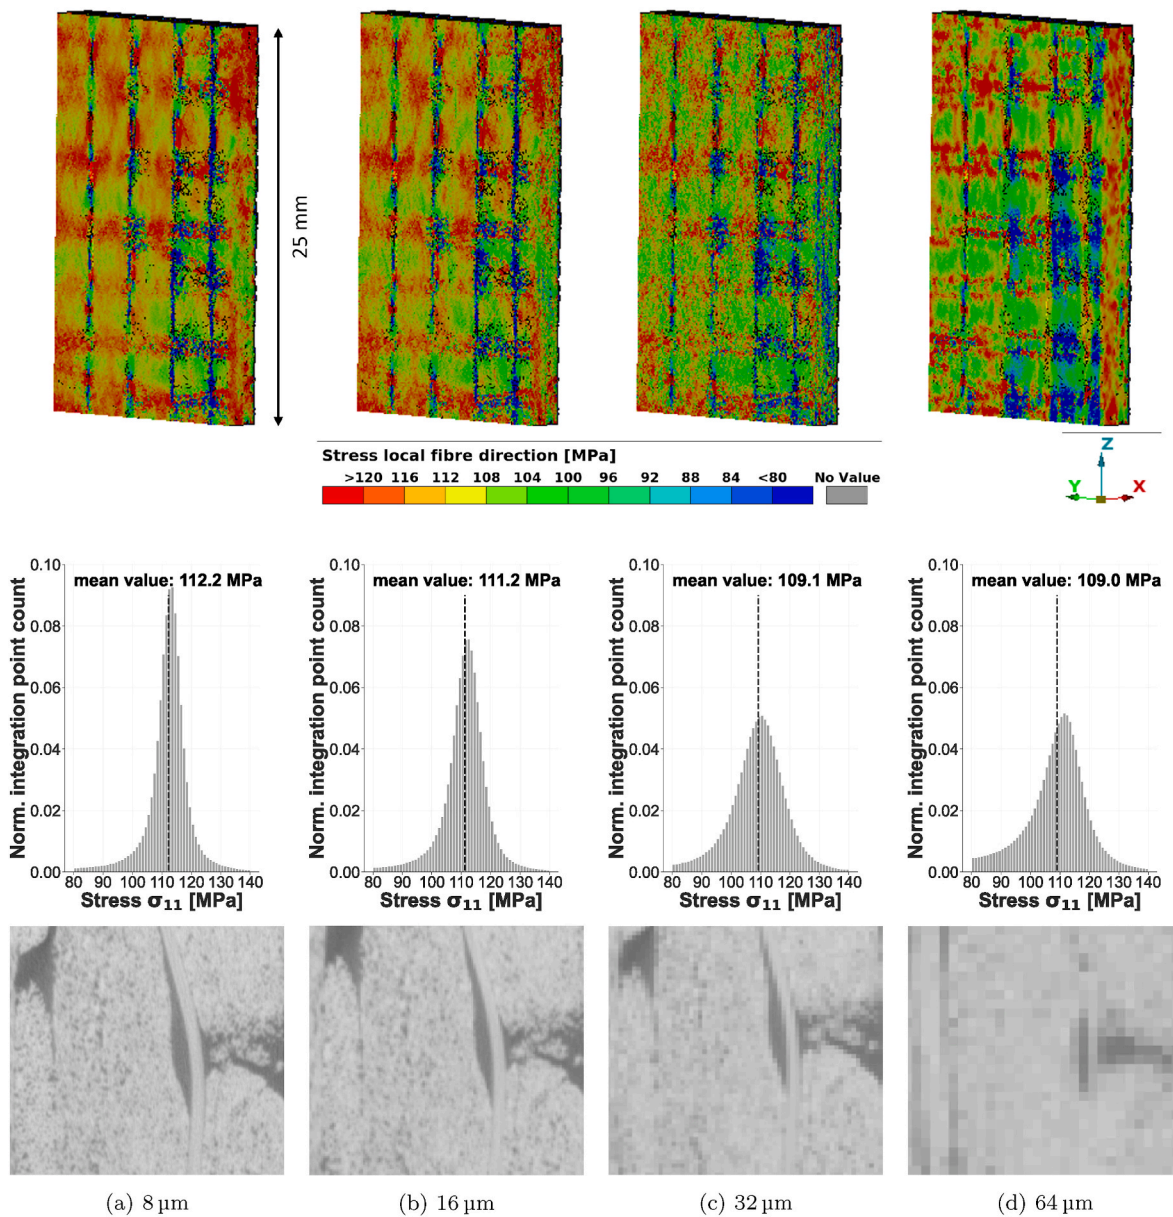 25 mm
Stress local fibre direction [MPa]
>120 116 112 108 104 100 96 92 88 84 <80 No Value
Z
Y
X
0.10
0.08
0.06
0.04
0.02
0.00
Norm. integration point count
mean value: 112.2 MPa
80 90 100 110 120 130 140
Stress σ11 [MPa]
0.10
0.08
0.06
0.04
0.02
0.00
Norm. integration point count
mean value: 111.2 MPa
80 90 100 110 120 130 140
Stress σ11 [MPa]
0.10
0.08
0.06
0.04
0.02
0.00
Norm. integration point count
mean value: 109.1 MPa
80 90 100 110 120 130 140
Stress σ11 [MPa]
0.10
0.08
0.06
0.04
0.02
0.00
Norm. integration point count
mean value: 109.0 MPa
80 90 100 110 120 130 140
Stress σ11 [MPa]
(a) 8 µm
(b) 16 µm
(c) 32 µm
(d) 64 µm